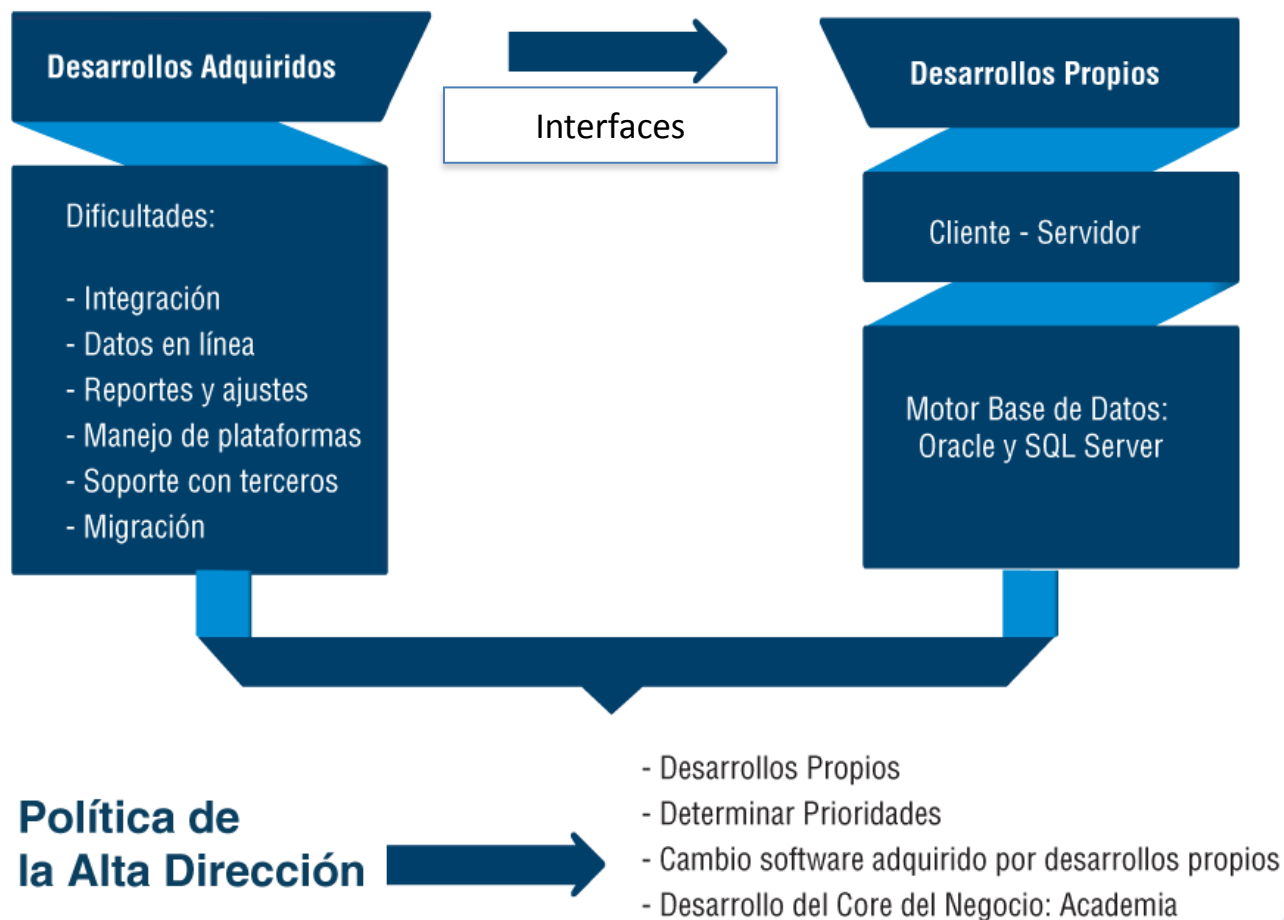 Desarrollos Adquiridos
Interfaces
Desarrollos Propios
Dificultades:
- Integración
- Datos en línea
- Reportes y ajustes
- Manejo de plataformas
- Soporte con terceros
- Migración
Cliente - Servidor
Motor Base de Datos:
Oracle y SQL Server
Política de
la Alta Dirección
- Desarrollos Propios
- Determinar Prioridades
- Cambio software adquirido por desarrollos propios
- Desarrollo del Core del Negocio: Academia